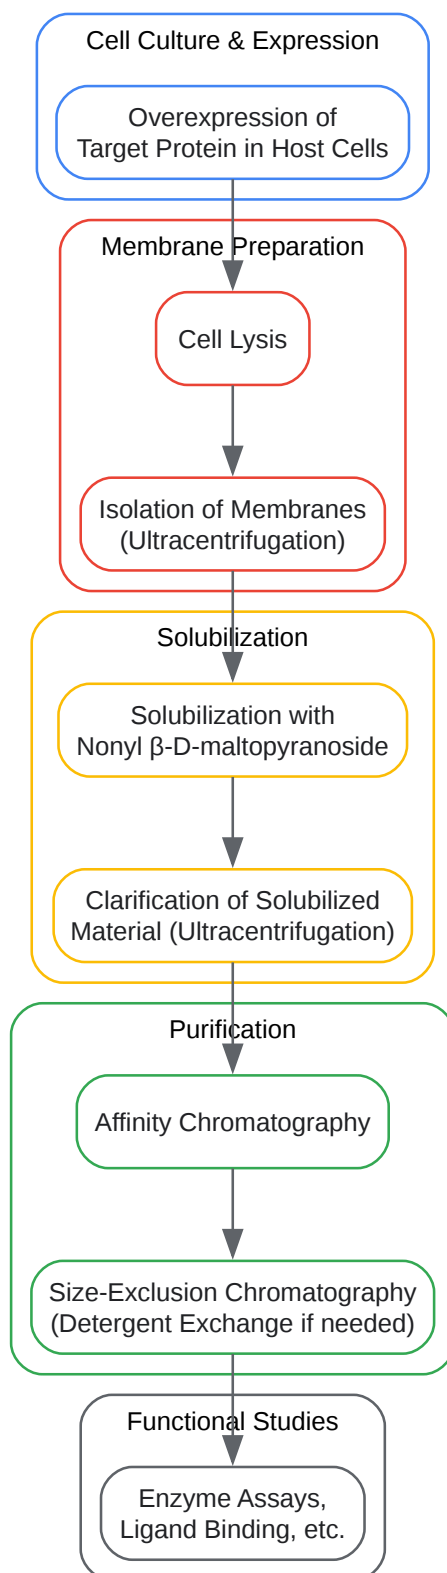 Cell Culture & Expression
Overexpression of
Target Protein in Host Cells
Membrane Preparation
Cell Lysis
Isolation of Membranes
(Ultracentrifugation)
Solubilization
Solubilization with
Nonyl β-D-maltopyranoside
Clarification of Solubilized
Material (Ultracentrifugation)
Purification
Affinity Chromatography
Size-Exclusion Chromatography
(Detergent Exchange if needed)
Functional Studies
Enzyme Assays,
Ligand Binding, etc.